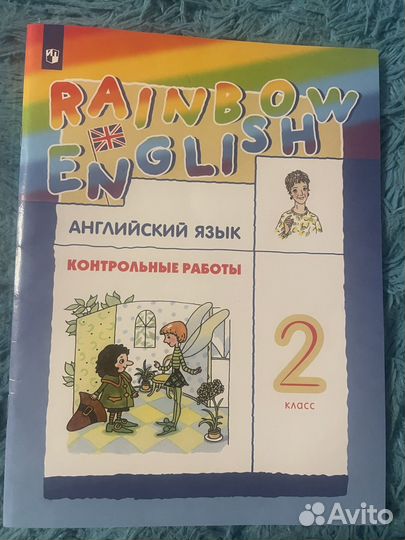 RAINBOW
ENGLISH
АНГЛИЙСКИЙ ЯЗЫК
КОНТРОЛЬНЫЕ РАБОТЫ
2
КЛАСС
Avito